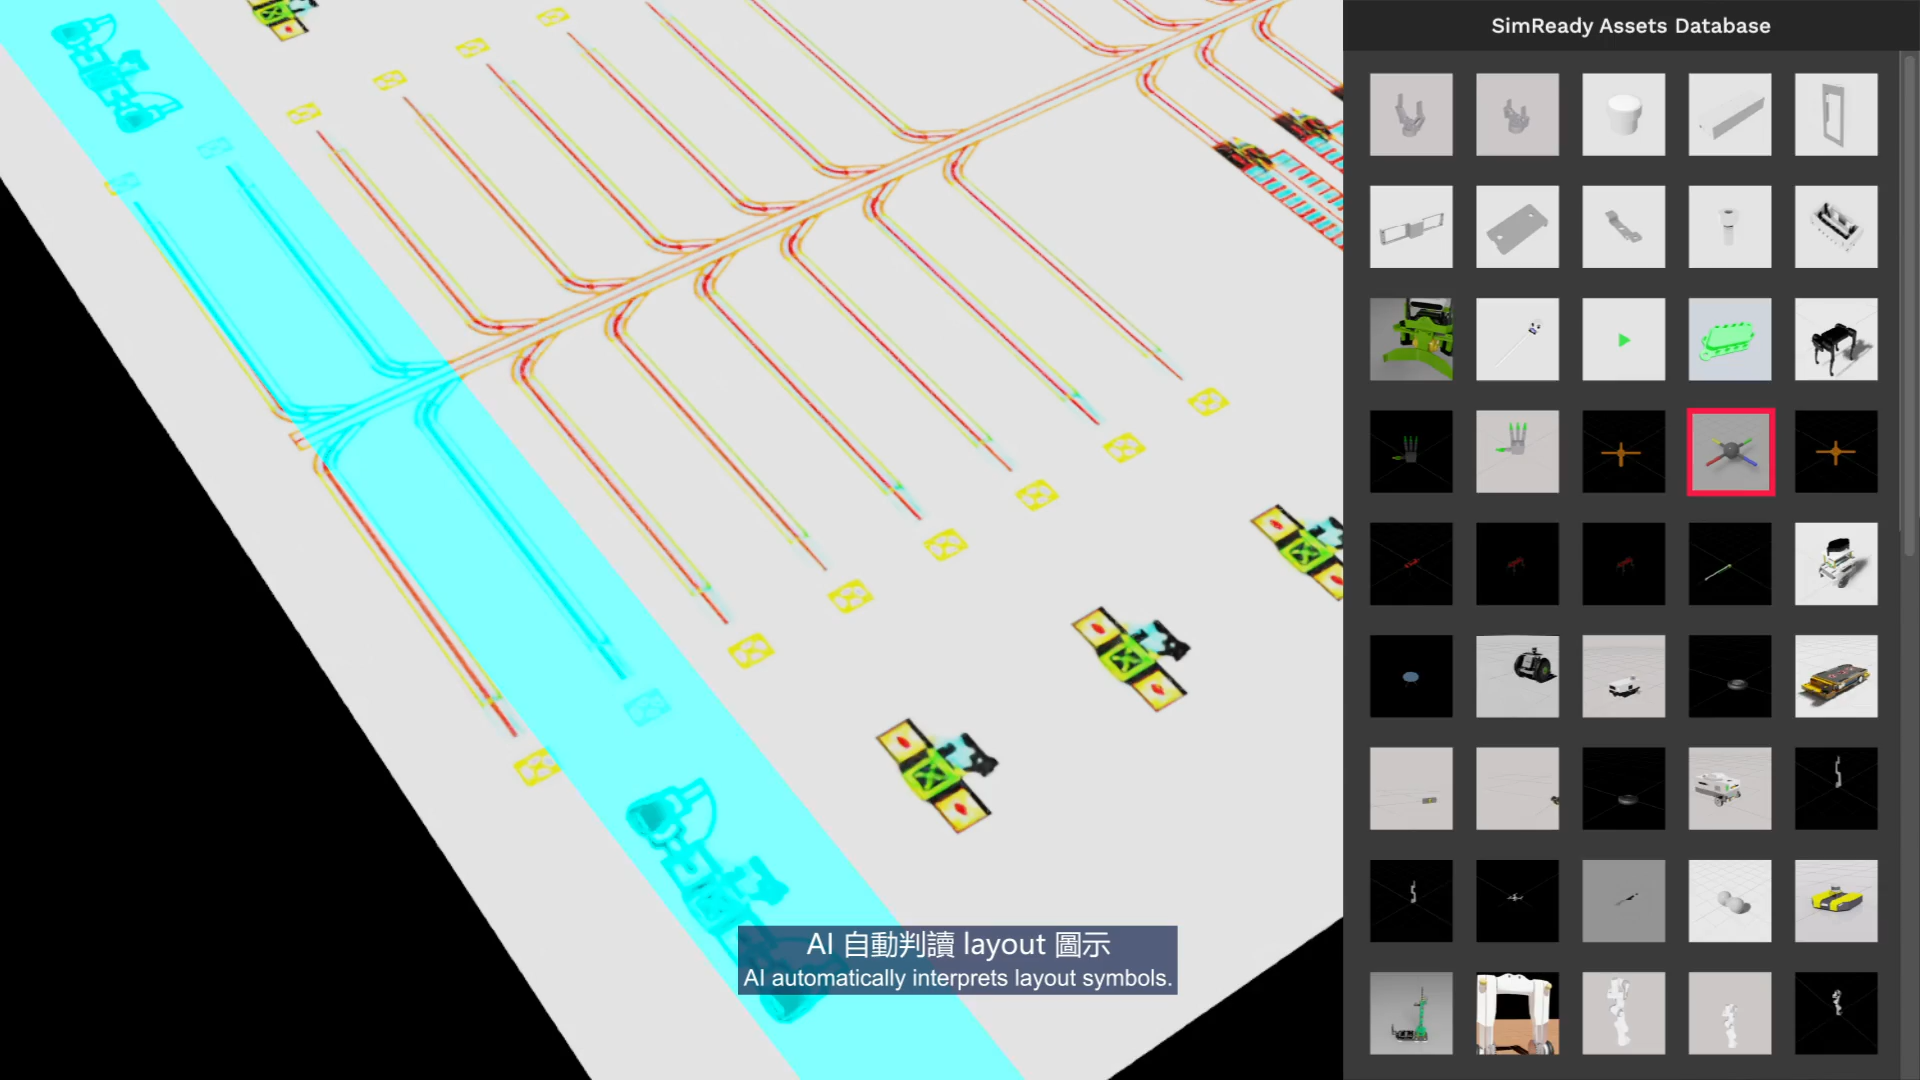 SimReady Assets Database
AI 自動判讀 layout 圖示
AI automatically interprets layout symbols.